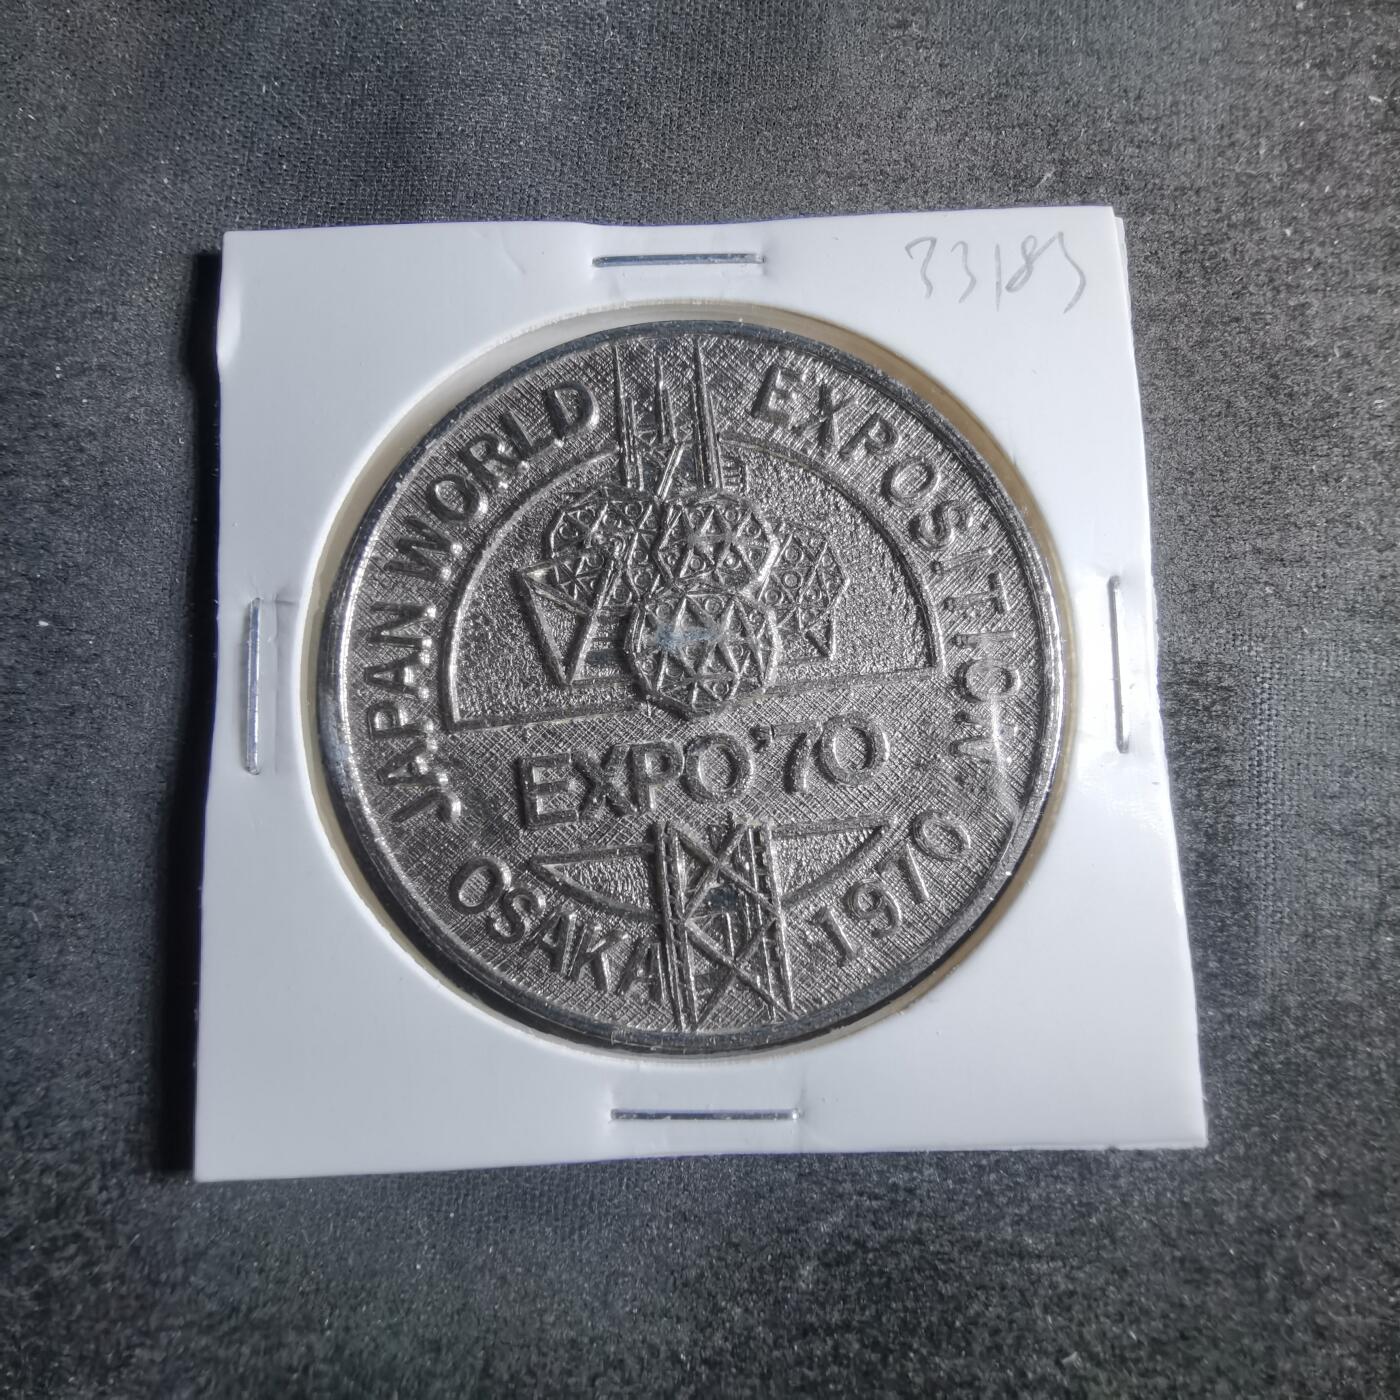 33183
JAPAN WORLD EXPOSITION
EXPO'70
OSAKA 1970